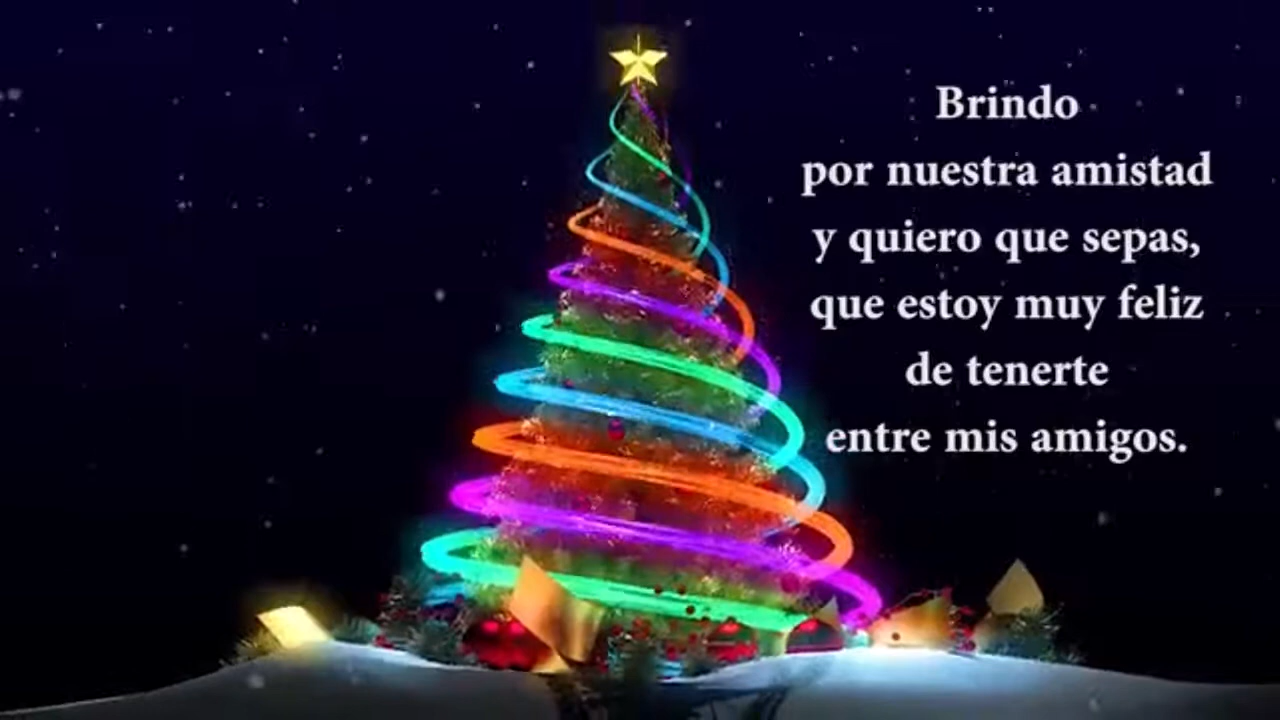 Brindo
por nuestra amistad
y quiero que sepas,
que estoy muy feliz
de tenerte
entre mis amigos.